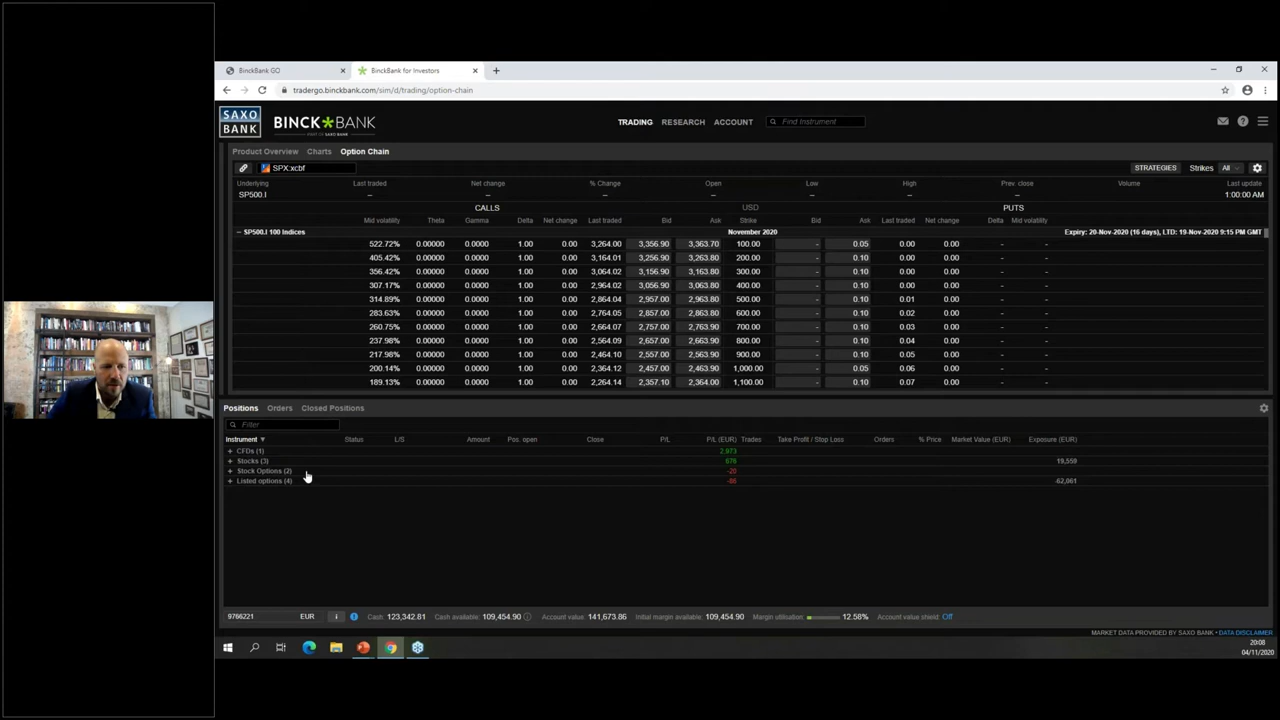 BinckBank GO
BinckBank for Investors
tradergo.binckbank.com/sim/d/trading/option-chain
SAXO BANK
BINCK BANK
PART OF SAXO BANK
TRADING RESEARCH ACCOUNT Find Instrument
Product Overview Charts Option Chain
SPX:xcbf STRATEGIES Strikes All
Underlying Last traded Net change % Change Open Low High Prev. close Volume Last update
SP500.I – – – – – – – – 1:00:00 AM
CALLS USD PUTS
Mid volatility Theta Gamma Delta Net change Last traded Bid Ask Strike Bid Ask Last traded Net change Delta Mid volatility
SP500.I 100 Indices November 2020 Expiry: 20-Nov-2020 (16 days), LTD: 19-Nov-2020 9:15 PM GMT
522.72% 0.00000 0.0000 1.00 0.00 3,264.00 3,356.90 3,363.70 100.00 - 0.05 0.00 0.00 - -
405.42% 0.00000 0.0000 1.00 0.00 3,164.01 3,256.90 3,263.80 200.00 - 0.10 0.00 0.00 - -
356.42% 0.00000 0.0000 1.00 0.00 3,064.02 3,156.90 3,163.80 300.00 - 0.10 0.00 0.00 - -
307.17% 0.00000 0.0000 1.00 0.00 2,964.02 3,056.90 3,063.80 400.00 - 0.10 0.00 0.00 - -
314.89% 0.00000 0.0000 1.00 0.00 2,864.04 2,957.00 2,963.80 500.00 - 0.10 0.01 0.00 - -
283.63% 0.00000 0.0000 1.00 0.00 2,764.05 2,857.00 2,863.80 600.00 - 0.10 0.02 0.00 - -
260.75% 0.00000 0.0000 1.00 0.00 2,664.07 2,757.00 2,763.90 700.00 - 0.10 0.03 0.00 - -
237.98% 0.00000 0.0000 1.00 0.00 2,564.09 2,657.00 2,663.90 800.00 - 0.10 0.04 0.00 - -
217.98% 0.00000 0.0000 1.00 0.00 2,464.10 2,557.00 2,563.90 900.00 - 0.10 0.05 0.00 - -
200.14% 0.00000 0.0000 1.00 0.00 2,364.12 2,457.00 2,463.90 1,000.00 - 0.05 0.06 0.00 - -
189.13% 0.00000 0.0000 1.00 0.00 2,264.14 2,357.10 2,364.00 1,100.00 - 0.10 0.07 0.00 - -
Positions Orders Closed Positions
Filter
Instrument Status L/S Amount Pos. open Close P/L P/L (EUR) Trades Take Profit / Stop Loss Orders % Price Market Value (EUR) Exposure (EUR)
CFDs (1) 2,973
Stocks (3) 676 19,559
Stock Options (2) -20
Listed options (4) -86 -62,061
9766221 EUR Cash: 123,342.81 Cash available: 109,454.90 Account value: 141,673.86 Initial margin available: 109,454.90 Margin utilisation: 12.58% Account value shield: Off
MARKET DATA PROVIDED BY SAXO BANK • DATA DISCLAIMER
20:08
04/11/2020